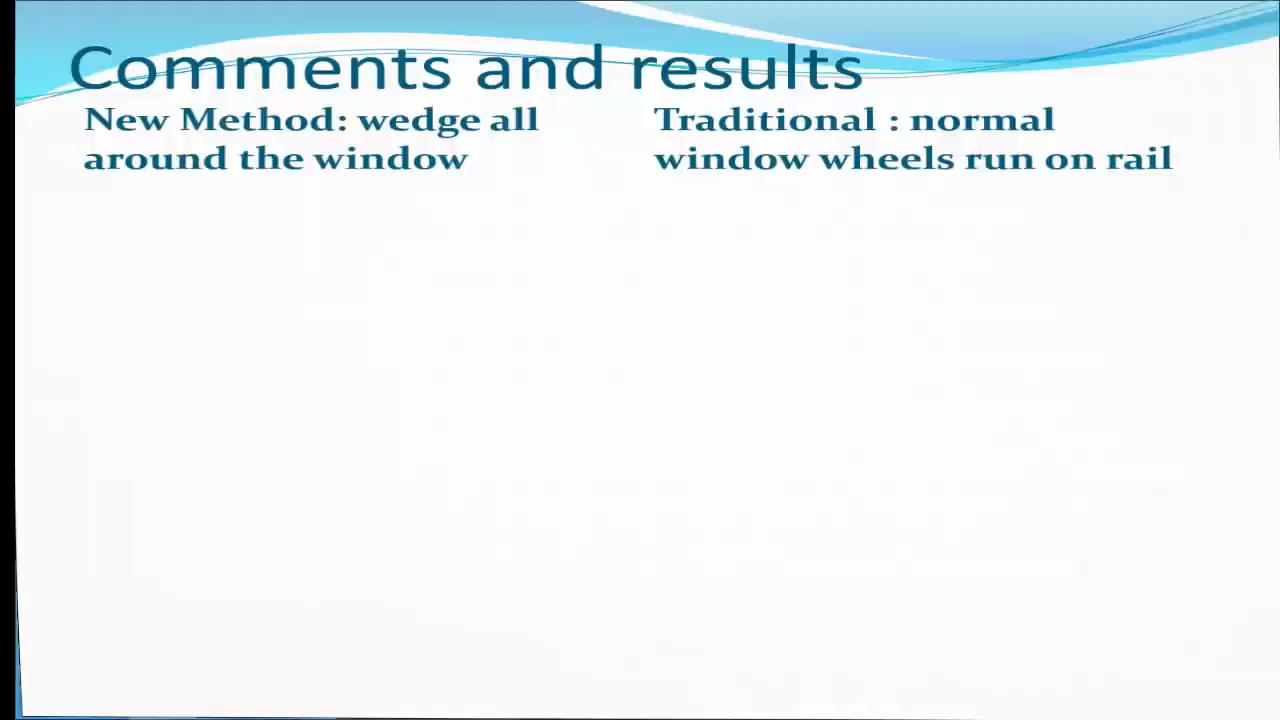 Comments and results
New Method: wedge all
around the window
Traditional : normal
window wheels run on rail